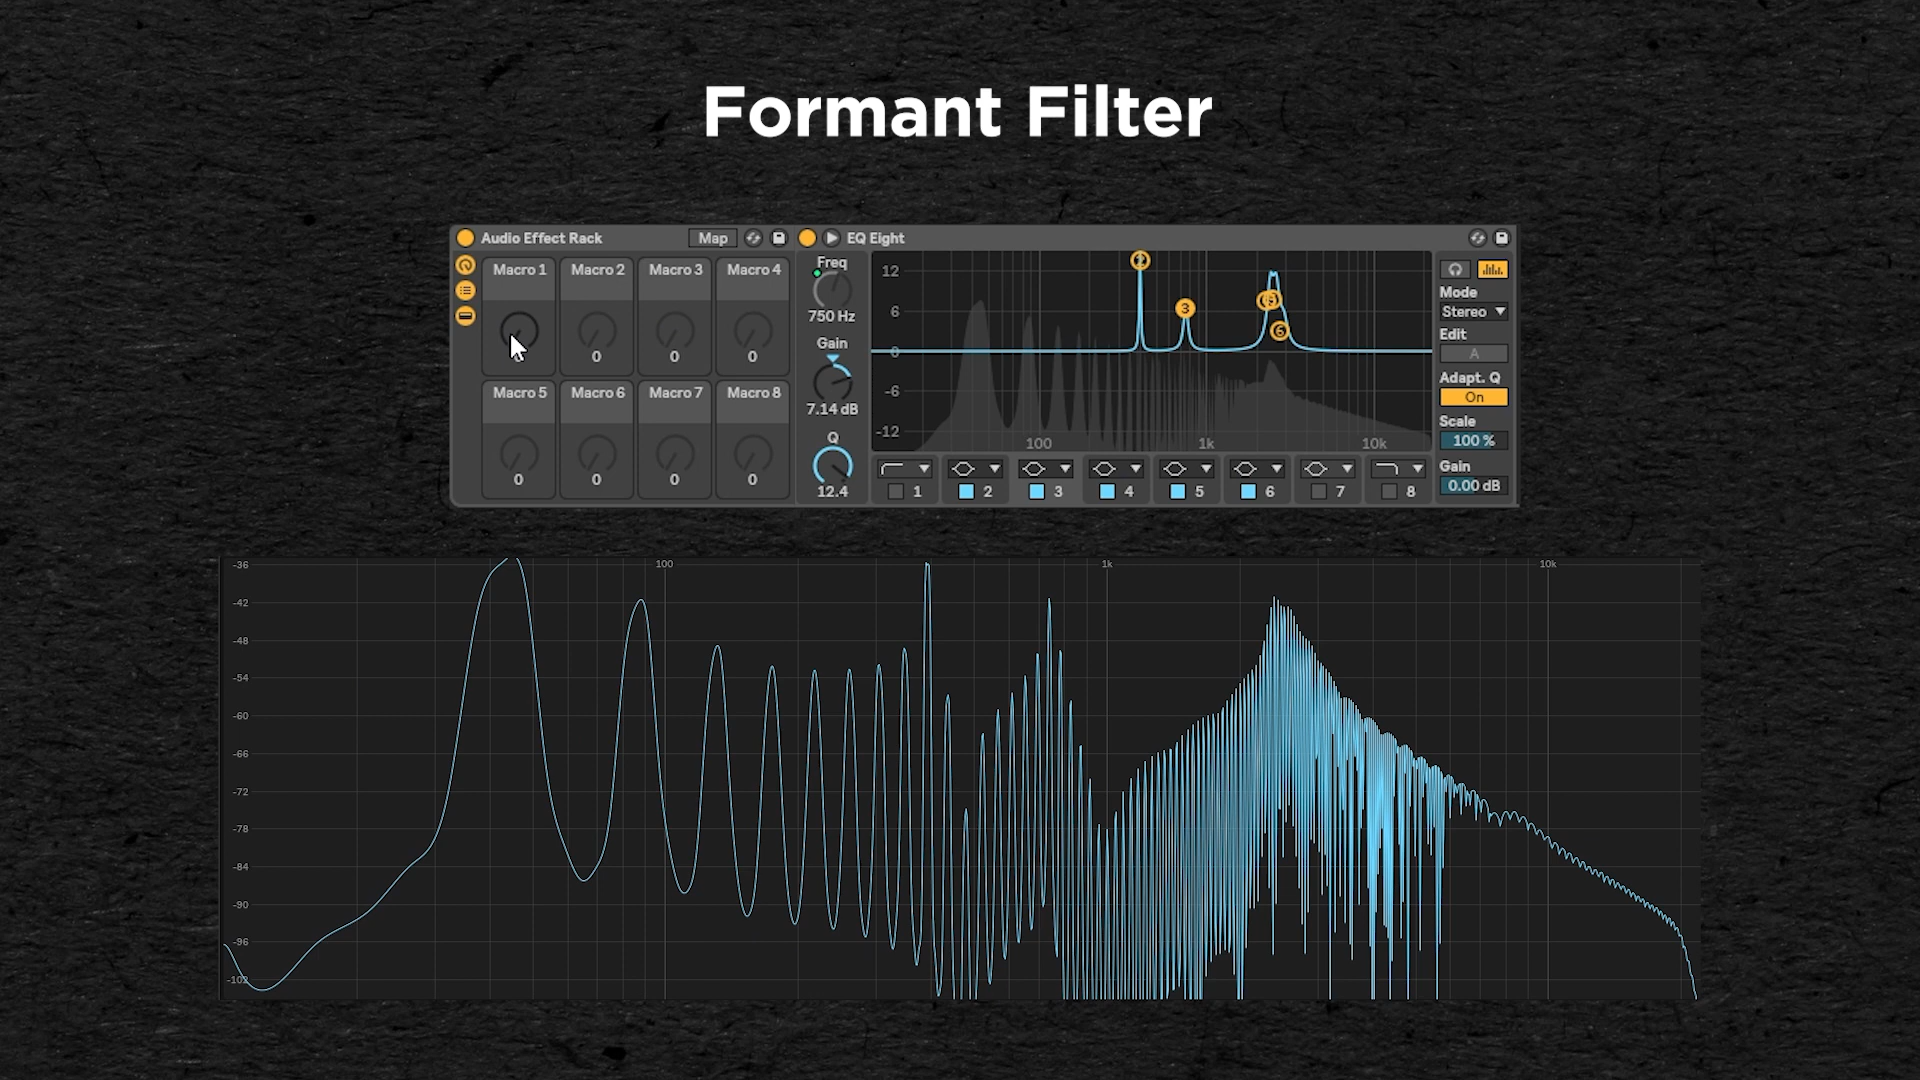 Formant Filter
Audio Effect Rack
Map
EQ Eight
Macro 1
Macro 2
Macro 3
Macro 4
0
0
0
Macro 5
Macro 6
Macro 7
Macro 8
0
0
0
0
Freq
750 Hz
Gain
7.14 dB
Q
12.4
12
6
0
-6
-12
100
1k
10k
3
6
1
2
3
4
5
6
7
8
Mode
Stereo
Edit
A
Adapt. Q
On
Scale
100 %
Gain
0.00 dB
-36
100
1k
10k
-42
-48
-54
-60
-66
-72
-78
-84
-90
-96
-102